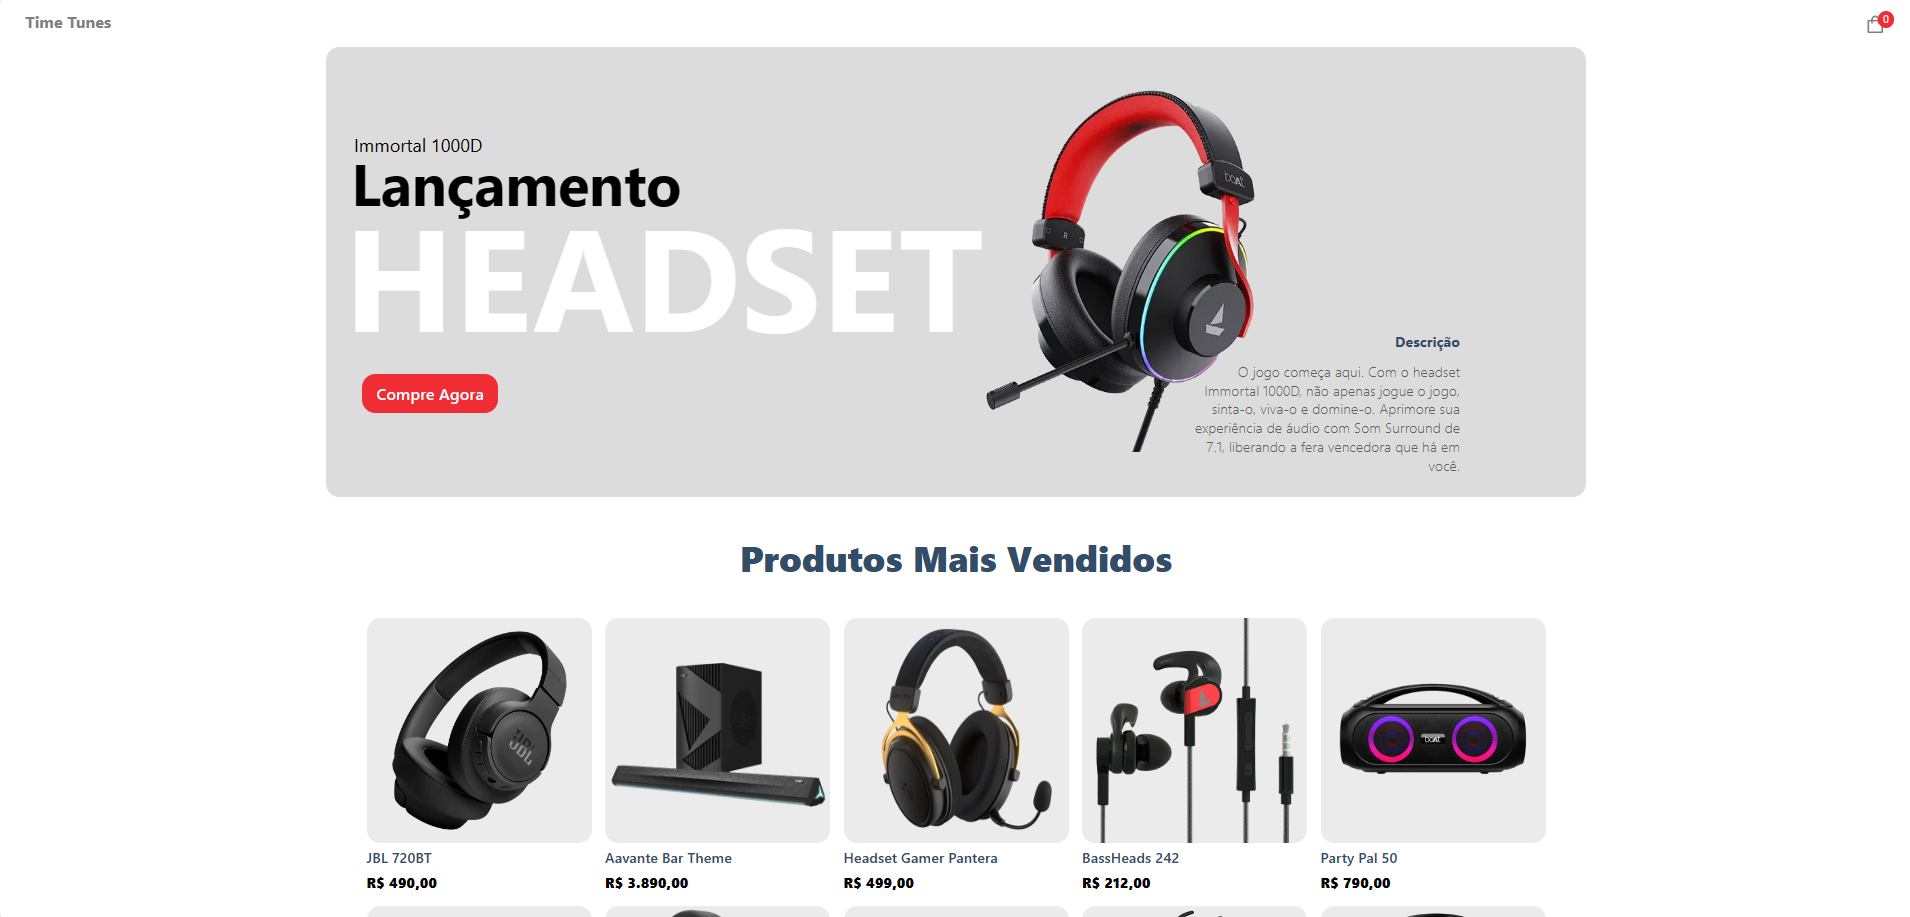 Time Tunes
0
Immortal 1000D
Lançamento
HEADSET
Compre Agora
boAt
R
Descrição
O jogo começa aqui. Com o headset
Immortal 1000D, não apenas jogue o jogo,
sinta-o, viva-o e domine-o. Aprimore sua
experiência de áudio com Som Surround de
7.1, liberando a fera vencedora que há em
você.
Produtos Mais Vendidos
JBL
boAt
JBL 720BT
R$ 490,00
Aavante Bar Theme
R$ 3.890,00
Headset Gamer Pantera
R$ 499,00
BassHeads 242
R$ 212,00
Party Pal 50
R$ 790,00